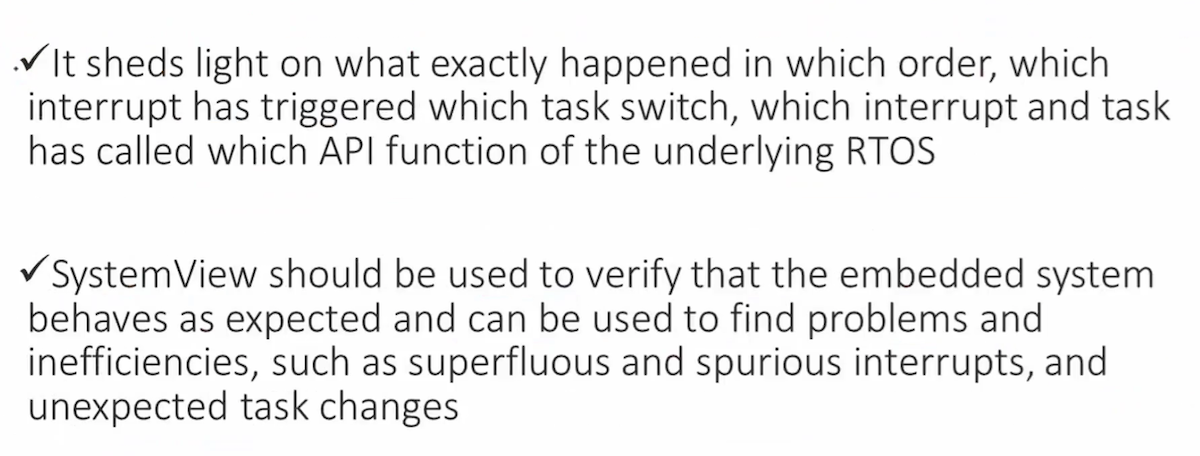 ✓It sheds light on what exactly happened in which order, which
interrupt has triggered which task switch, which interrupt and task
has called which API function of the underlying RTOS
✓SystemView should be used to verify that the embedded system
behaves as expected and can be used to find problems and
inefficiencies, such as superfluous and spurious interrupts, and
unexpected task changes